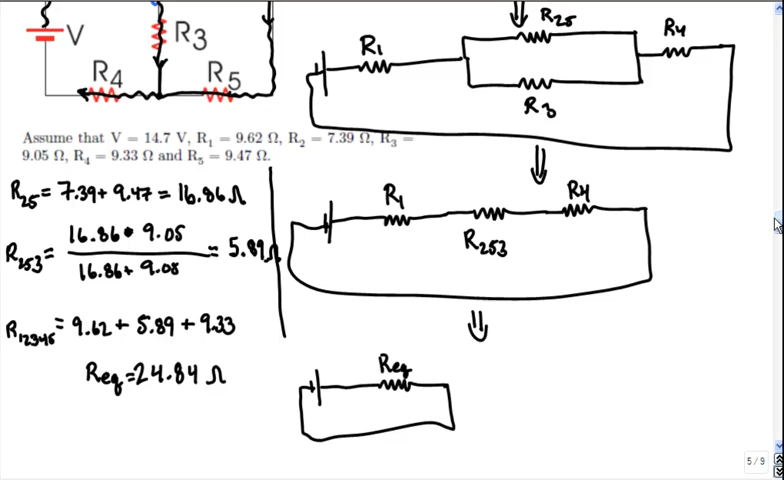 V
R3
R4
R5
R1
R25
R4
R3
Assume that V = 14.7 V, R1 = 9.62 Ω, R2 = 7.39 Ω, R3 =
9.05 Ω, R4 = 9.33 Ω and R5 = 9.47 Ω.
R25 = 7.39 + 9.47 = 16.86 Ω
R253 = 16.86 • 9.05 / 16.86 + 9.05 = 5.89 Ω
R12345 = 9.62 + 5.89 + 9.33
Req = 24.84 Ω
R1
R253
R4
Req
5 / 9